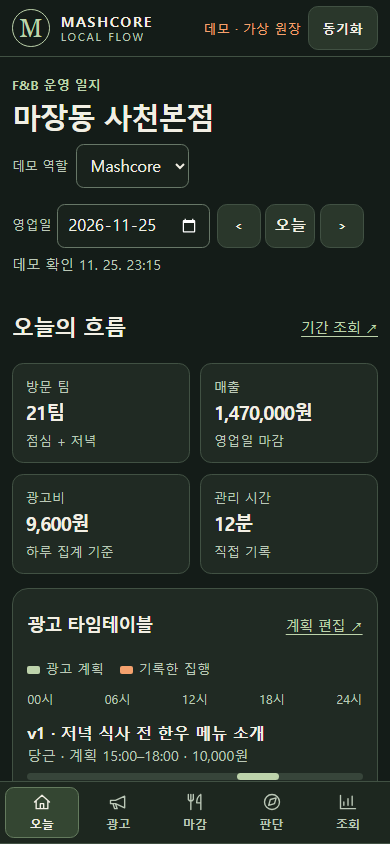 M MASHCORE
LOCAL FLOW
데모 · 가상 원장
동기화
F&B 운영 일지
마장동 사천본점
데모 역할 Mashcore
영업일 2026-11-25 < 오늘 >
데모 확인 11. 25. 23:15
오늘의 흐름 기간 조회 ↗
방문 팀
21팀
점심 + 저녁
매출
1,470,000원
영업일 마감
광고비
9,600원
하루 집계 기준
관리 시간
12분
직접 기록
광고 타임테이블 계획 편집 ↗
광고 계획 기록한 집행
00시 06시 12시 18시 24시
v1 · 저녁 식사 전 한우 메뉴 소개
당근 · 계획 15:00–18:00 · 10,000원
오늘 광고 마감 판단 조회